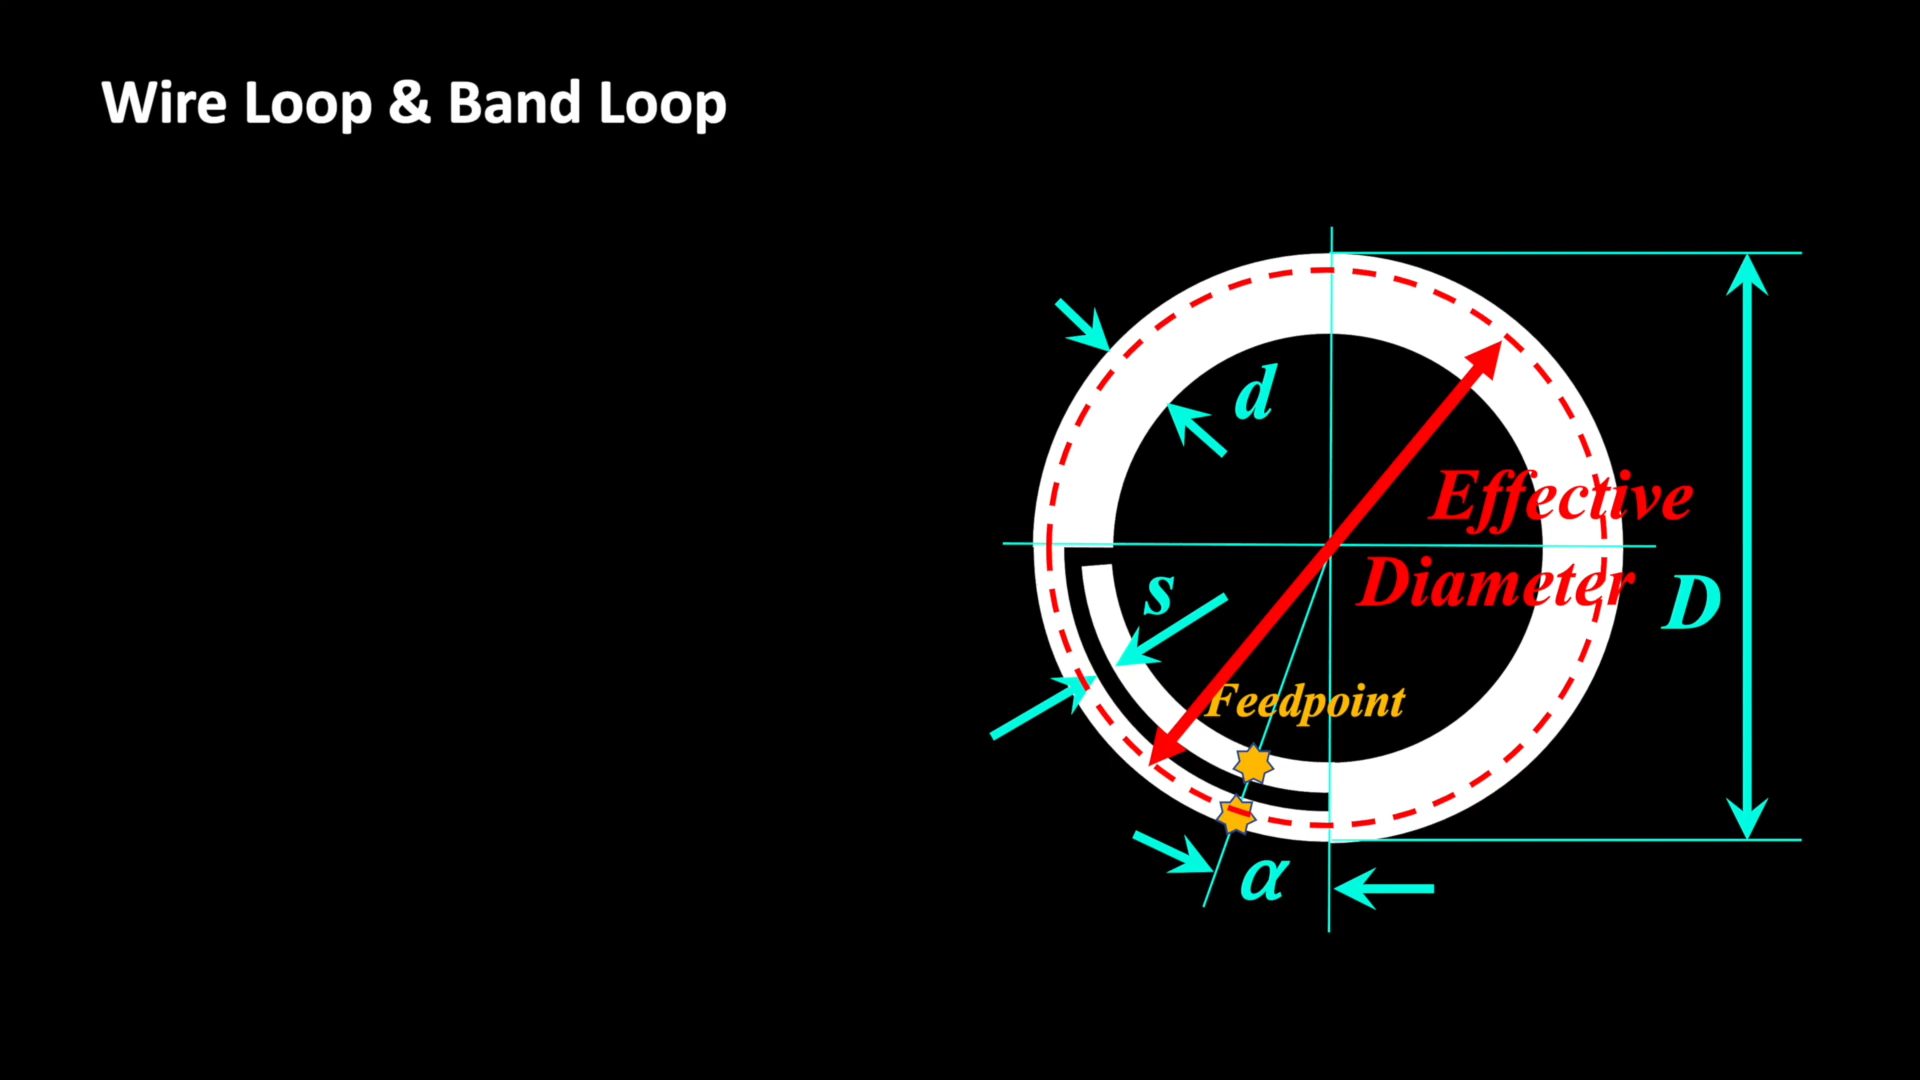 Wire Loop & Band Loop
d
Effective
Diameter
D
s
Feedpoint
α